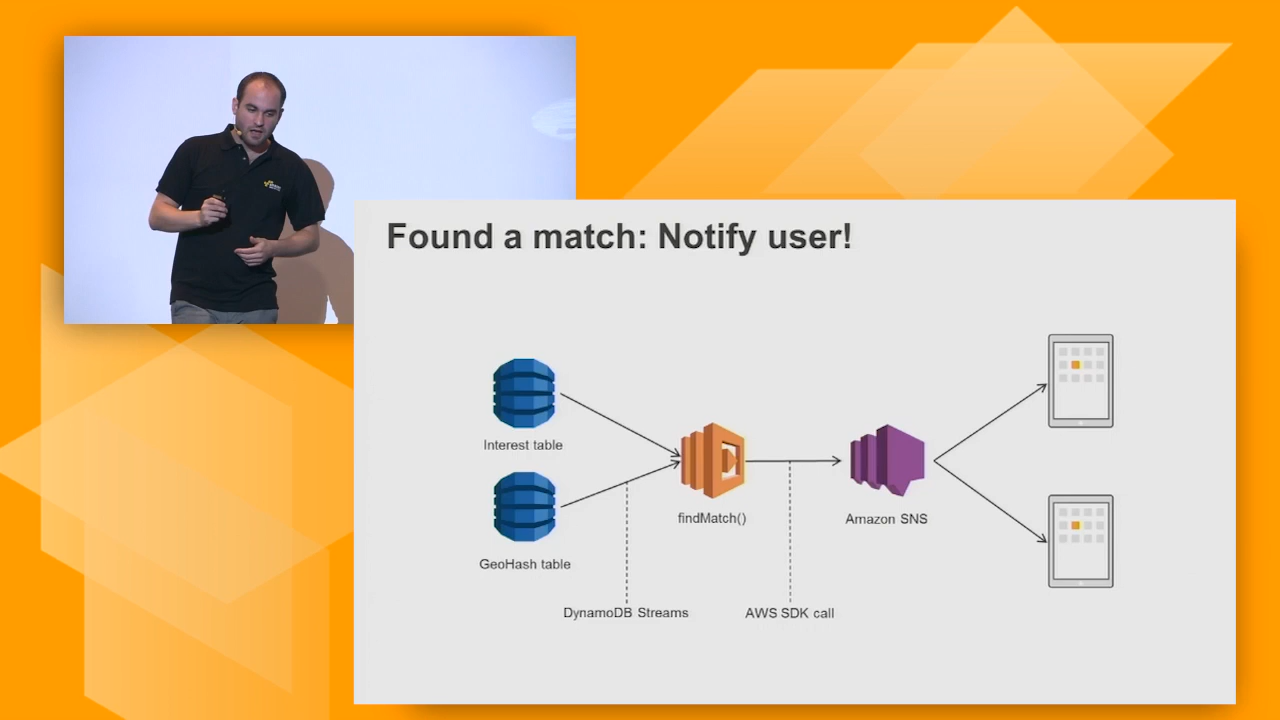 Found a match: Notify user!
Interest table
GeoHash table
findMatch()
Amazon SNS
DynamoDB Streams
AWS SDK call